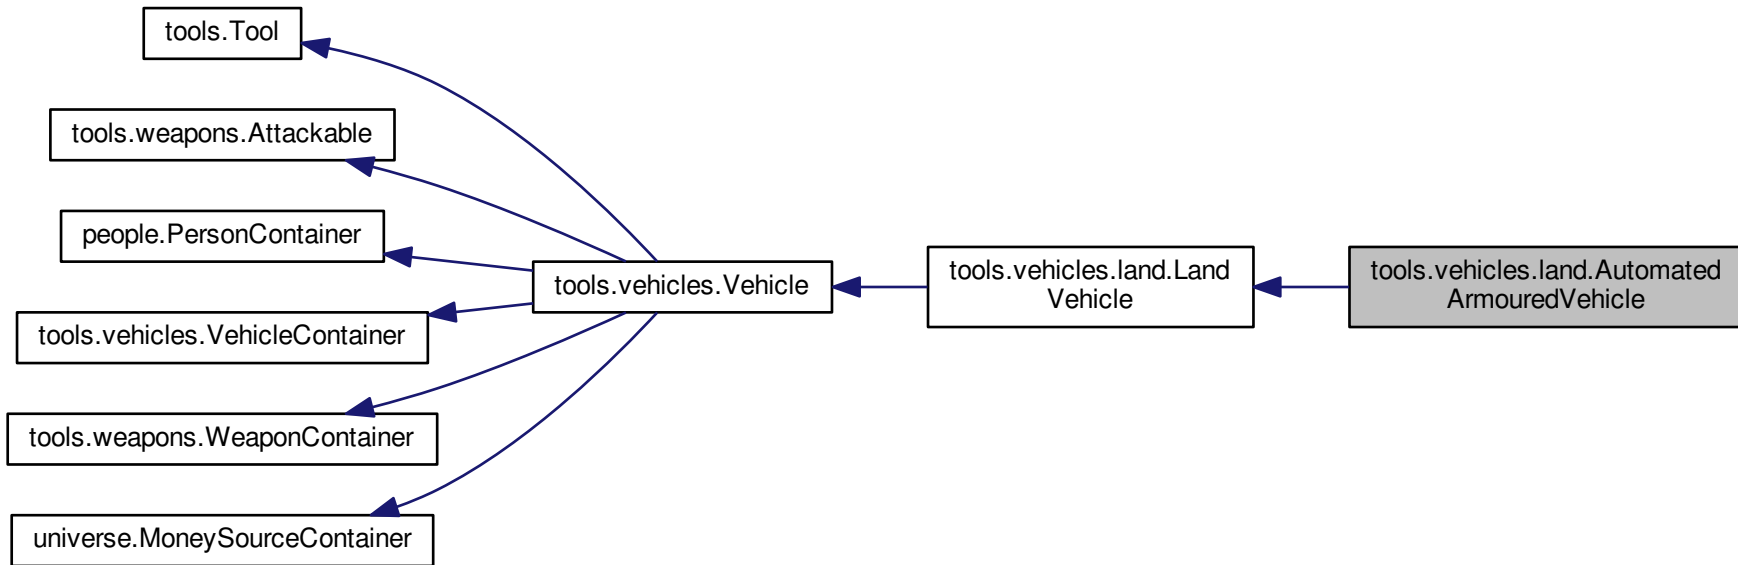 tools.Tool
tools.weapons.Attackable
people.PersonContainer
tools.vehicles.VehicleContainer
tools.weapons.WeaponContainer
universe.MoneySourceContainer
tools.vehicles.Vehicle
tools.vehicles.land.Land
Vehicle
tools.vehicles.land.Automated
ArmouredVehicle